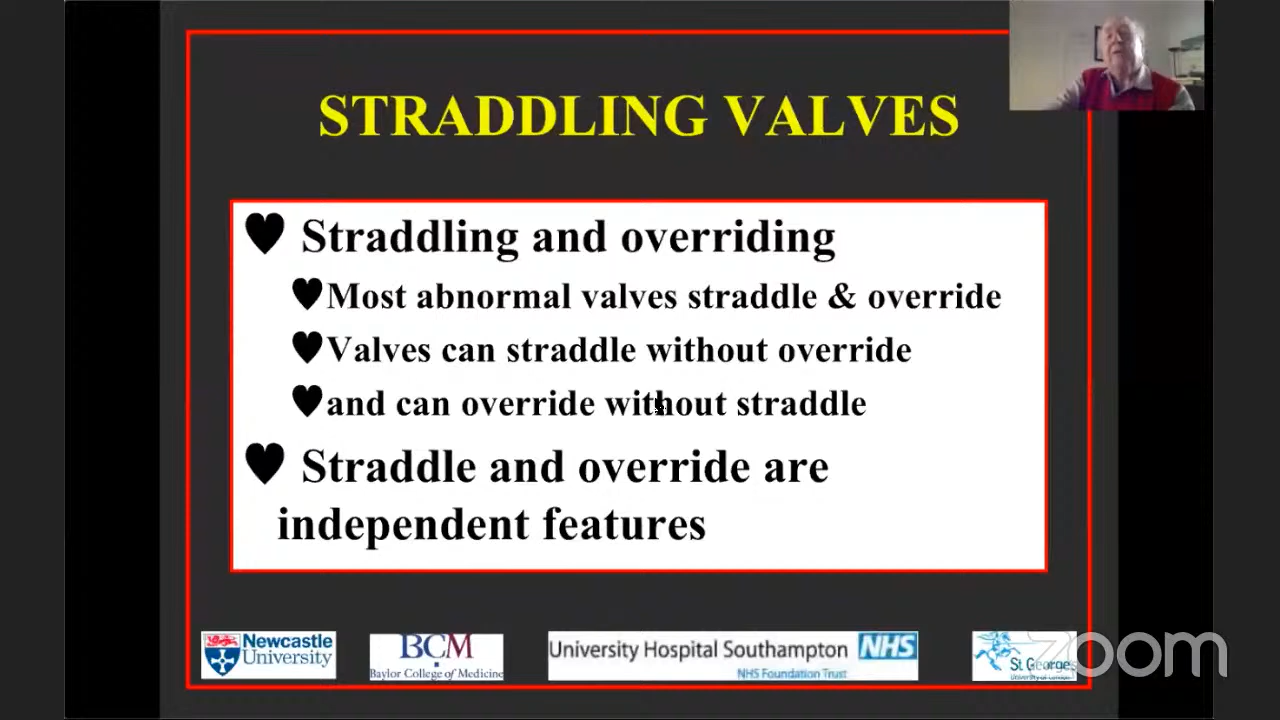 STRADDLING VALVES
Straddling and overriding
Most abnormal valves straddle & override
Valves can straddle without override
and can override without straddle
Straddle and override are
independent features
Newcastle
University
BCM
Baylor College of Medicine
University Hospital Southampton NHS
NHS Foundation Trust
St George's
University of London
zoom